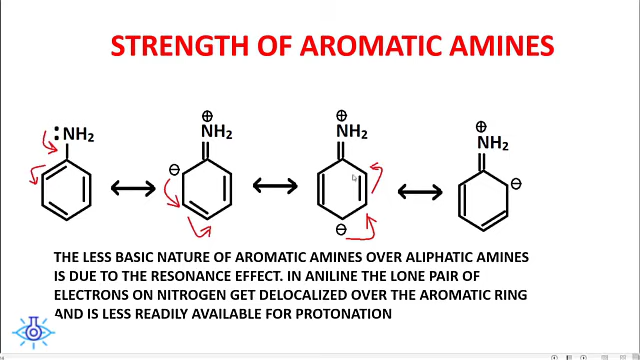 STRENGTH OF AROMATIC AMINES
:NH2
⊕
NH2
⊖
⊕
NH2
⊖
⊕
NH2
⊖
THE LESS BASIC NATURE OF AROMATIC AMINES OVER ALIPHATIC AMINES
IS DUE TO THE RESONANCE EFFECT. IN ANILINE THE LONE PAIR OF
ELECTRONS ON NITROGEN GET DELOCALIZED OVER THE AROMATIC RING
AND IS LESS READILY AVAILABLE FOR PROTONATION